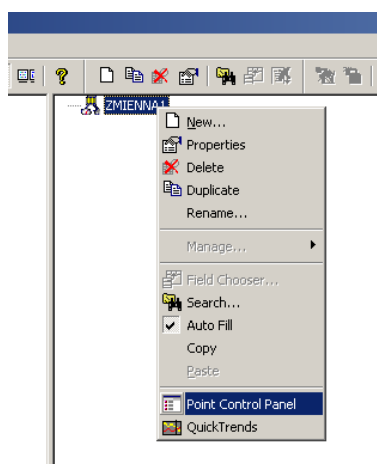 ZMIENNA1
New...
Properties
Delete
Duplicate
Rename...
Manage...
Field Chooser...
Search...
Auto Fill
Copy
Paste
Point Control Panel
QuickTrends